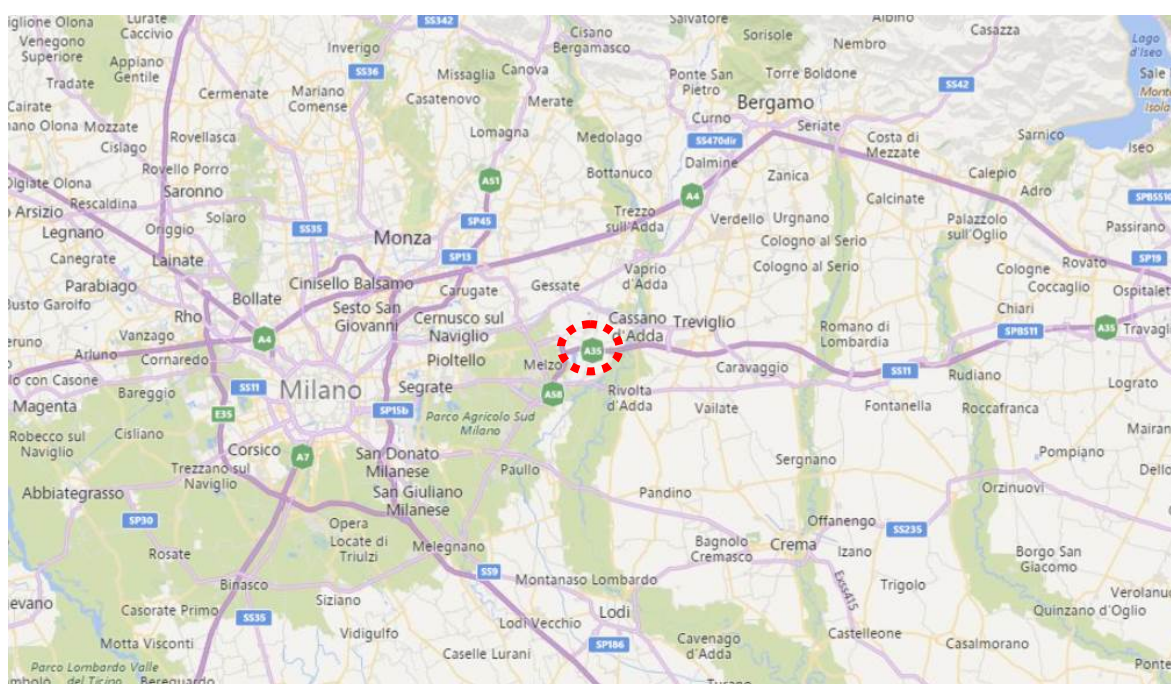 Lurate
Caccivio
SS342
Cisano
Bergamasco
Salvatore
Sorisole
Albino
Casazza
Lago
d'Iseo
Venegono
Superiore
Appiano
Gentile
Inverigo
Nembro
SS36
Missaglia
Canova
Ponte San
Pietro
Torre Boldone
Sale
Tradate
Cermenate
Mariano
Comense
Casatenovo
Merate
Bergamo
SS42
Cairate
Mozzate
Rovellasca
Lomagna
Medolago
Curno
Seriate
Costa di
Mezzate
Sarnico
Cislago
SS470dir
Iseo
Rovello Porro
Dalmine
Olgiate Olona
Saronno
A51
Bottanuco
Zanica
Calepio
Adro
Rescaldina
Arsizio
A4
Calcinate
Legnano
Origgio
Solaro
SS35
SP45
Trezzo
sull'Adda
Verdello
Urgnano
Palazzolo
sull'Oglio
Passirano
Monza
Cologno al Serio
Canegrate
Lainate
SP13
Vaprio
d'Adda
Cologno al Serio
Cologne
Rovato
SP19
Parabiago
Cinisello Balsamo
Carugate
Gessate
Coccaglio
Ospitalet
Busto Garolfo
Bollate
Sesto San
Giovanni
Chiari
Rho
Cernusco sul
Naviglio
Cassano
d'Adda
Treviglio
Romano di
Lombardia
SPBS11
A35
Travagli
Vanzago
A4
Arluno
Cornaredo
Pioltello
Melzo
A35
Caravaggio
SS11
Rudiano
lo con Casone
Bareggio
SS11
Milano
Segrate
A58
Rivolta
d'Adda
Lograto
Magenta
E35
SP15b
Parco Agricolo Sud
Milano
Vailate
Fontanella
Roccafranca
Robecco sul
Naviglio
Cisliano
Corsico
A7
San Donato
Milanese
Mairan
Trezzano sul
Naviglio
Paullo
Sergnano
Pompiano
Dello
Abbiategrasso
San Giuliano
Milanese
Pandino
Orzinuovi
SP30
Opera
Offanengo
SS235
Rosate
Locate di
Triulzi
Melegnano
Bagnolo
Cremasco
Crema
Izano
Borgo San
Giacomo
Binasco
SS9
Montanaso Lombardo
Exss415
Trigolo
Verolanu
Casorate Primo
SS35
Siziano
Lodi
Quinzano d'Oglio
Vidigulfo
Lodi Vecchio
SP186
Castelleone
Motta Visconti
Caselle Lurani
Cavenago
d'Adda
Casalmorano
Parco Lombardo Valle
del Ticino
Ponte